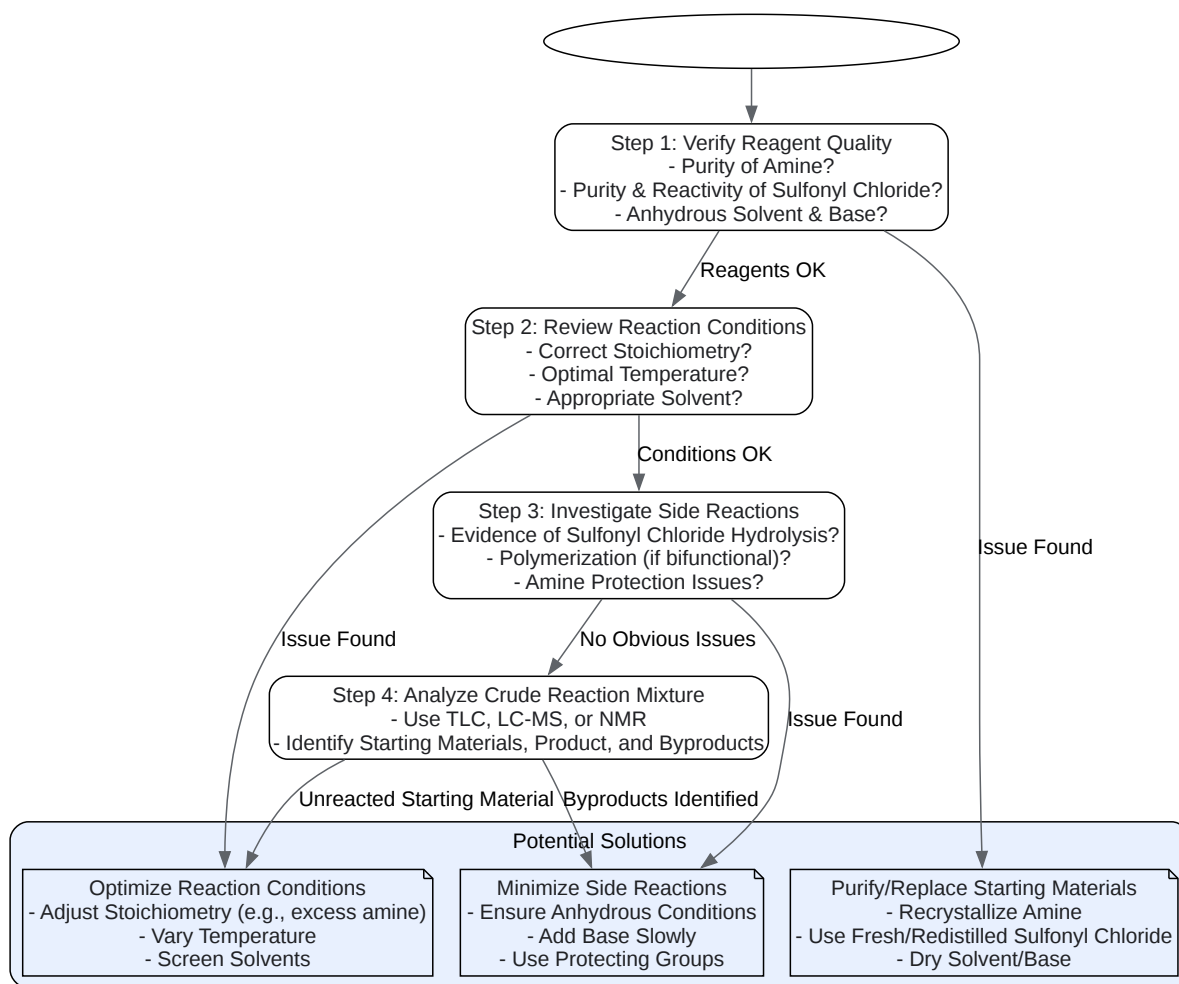 Step 1: Verify Reagent Quality
- Purity of Amine?
- Purity & Reactivity of Sulfonyl Chloride?
- Anhydrous Solvent & Base?
Reagents OK
Step 2: Review Reaction Conditions
- Correct Stoichiometry?
- Optimal Temperature?
- Appropriate Solvent?
Conditions OK
Step 3: Investigate Side Reactions
- Evidence of Sulfonyl Chloride Hydrolysis?
- Polymerization (if bifunctional)?
- Amine Protection Issues?
Issue Found
Issue Found
No Obvious Issues
Step 4: Analyze Crude Reaction Mixture
- Use TLC, LC-MS, or NMR
- Identify Starting Materials, Product, and Byproducts
Issue Found
Unreacted Starting Material
Byproducts Identified
Potential Solutions
Optimize Reaction Conditions
- Adjust Stoichiometry (e.g., excess amine)
- Vary Temperature
- Screen Solvents
Minimize Side Reactions
- Ensure Anhydrous Conditions
- Add Base Slowly
- Use Protecting Groups
Purify/Replace Starting Materials
- Recrystallize Amine
- Use Fresh/Redistilled Sulfonyl Chloride
- Dry Solvent/Base